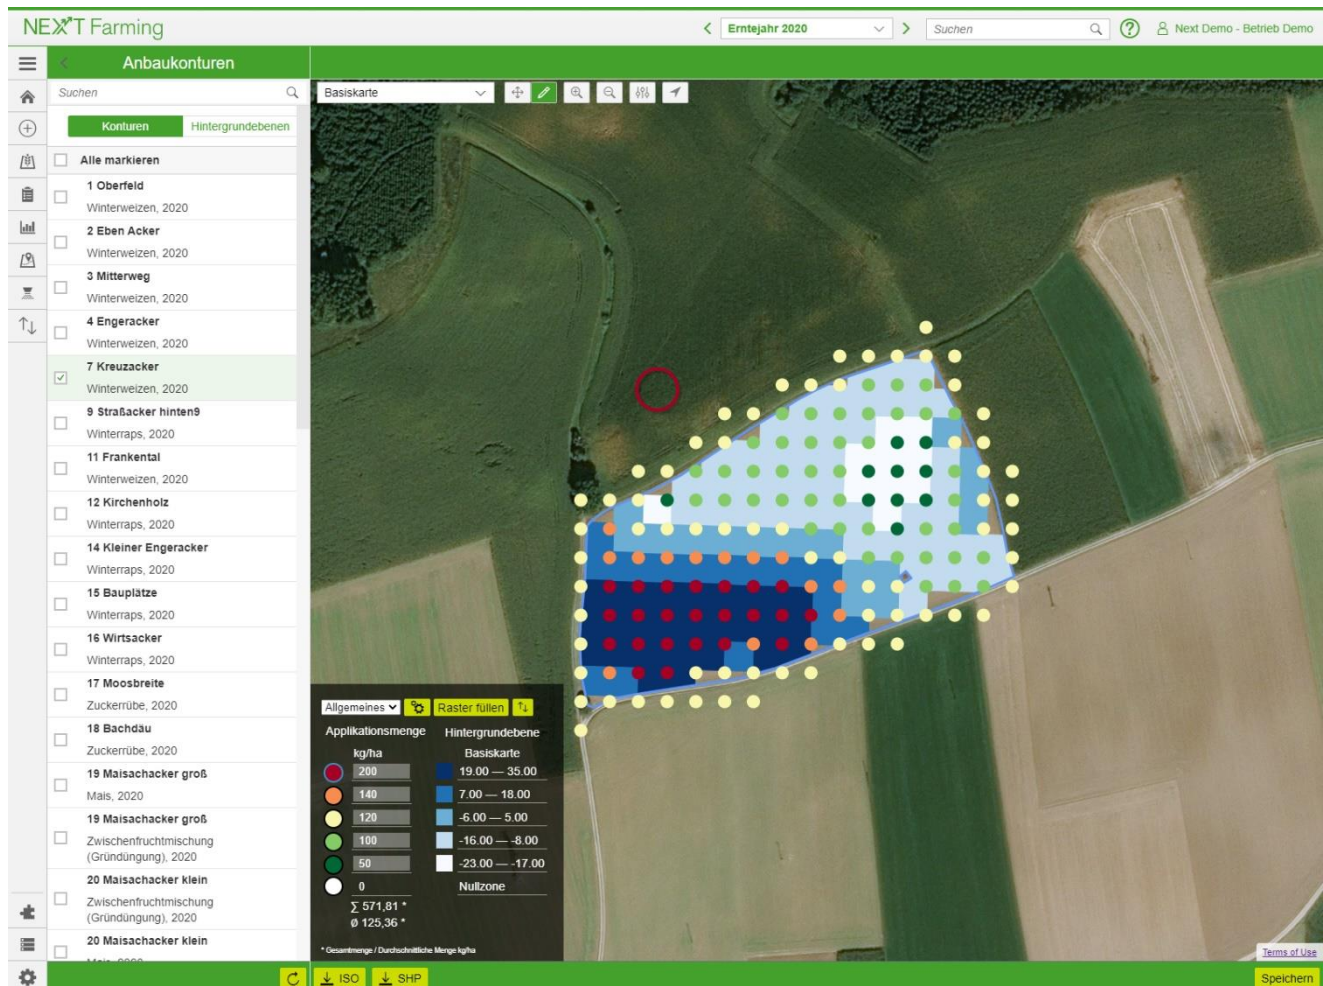 NEXT Farming
Erntejahr 2020
Suchen
Next Demo - Betrieb Demo
Anbaukonturen
Suchen
Konturen Hintergrundebenen
Alle markieren
1 Oberfeld
Winterweizen, 2020
2 Eben Acker
Winterweizen, 2020
3 Mitterweg
Winterweizen, 2020
4 Engeracker
Winterweizen, 2020
7 Kreuzacker
Winterweizen, 2020
9 Straßacker hinten9
Winterraps, 2020
11 Frankental
Winterweizen, 2020
12 Kirchenholz
Winterraps, 2020
14 Kleiner Engeracker
Winterraps, 2020
15 Bauplätze
Winterraps, 2020
16 Wirtsacker
Winterraps, 2020
17 Moosbreite
Zuckerrübe, 2020
18 Bachdäu
Zuckerrübe, 2020
19 Maisachacker groß
Mais, 2020
19 Maisachacker groß
Zwischenfruchtmischung
(Gründüngung), 2020
20 Maisachacker klein
Zwischenfruchtmischung
(Gründüngung), 2020
20 Maisachacker klein
Basiskarte
Allgemeines Raster füllen
Applikationsmenge Hintergrundebene
kg/ha Basiskarte
200 19.00 — 35.00
140 7.00 — 18.00
120 -6.00 — 5.00
100 -16.00 — -8.00
50 -23.00 — -17.00
0 Nullzone
∑ 571,81 *
ø 125,36 *
* Gesamtmenge / Durchschnittliche Menge kg/ha
Terms of Use
ISO SHP Speichern